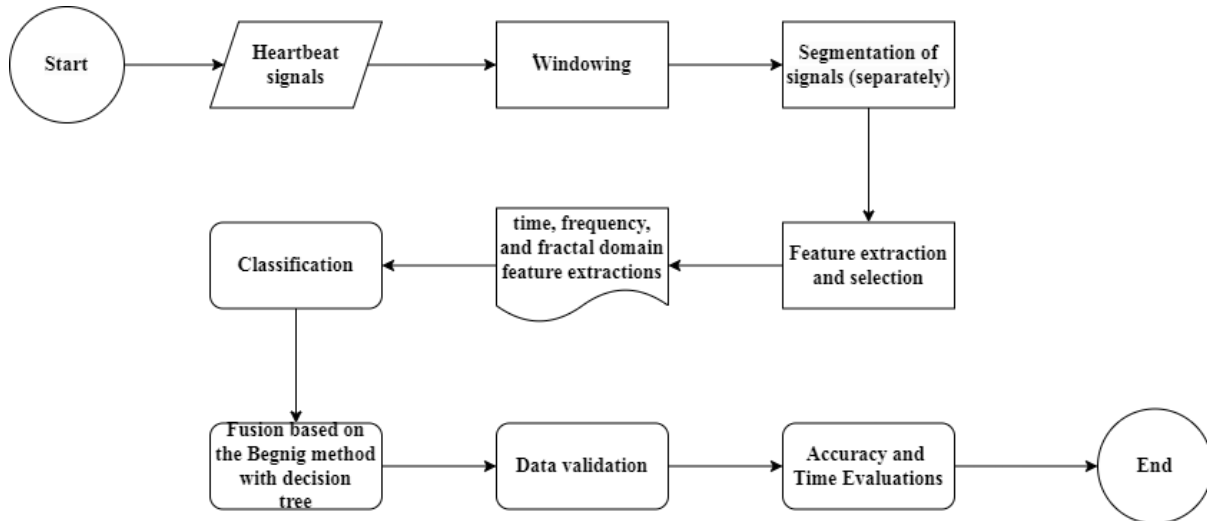 Start
Heartbeat
signals
Windowing
Segmentation of
signals (separately)
Feature extraction
and selection
time, frequency,
and fractal domain
feature extractions
Classification
Fusion based on
the Begnig method
with decision
tree
Data validation
Accuracy and
Time Evaluations
End